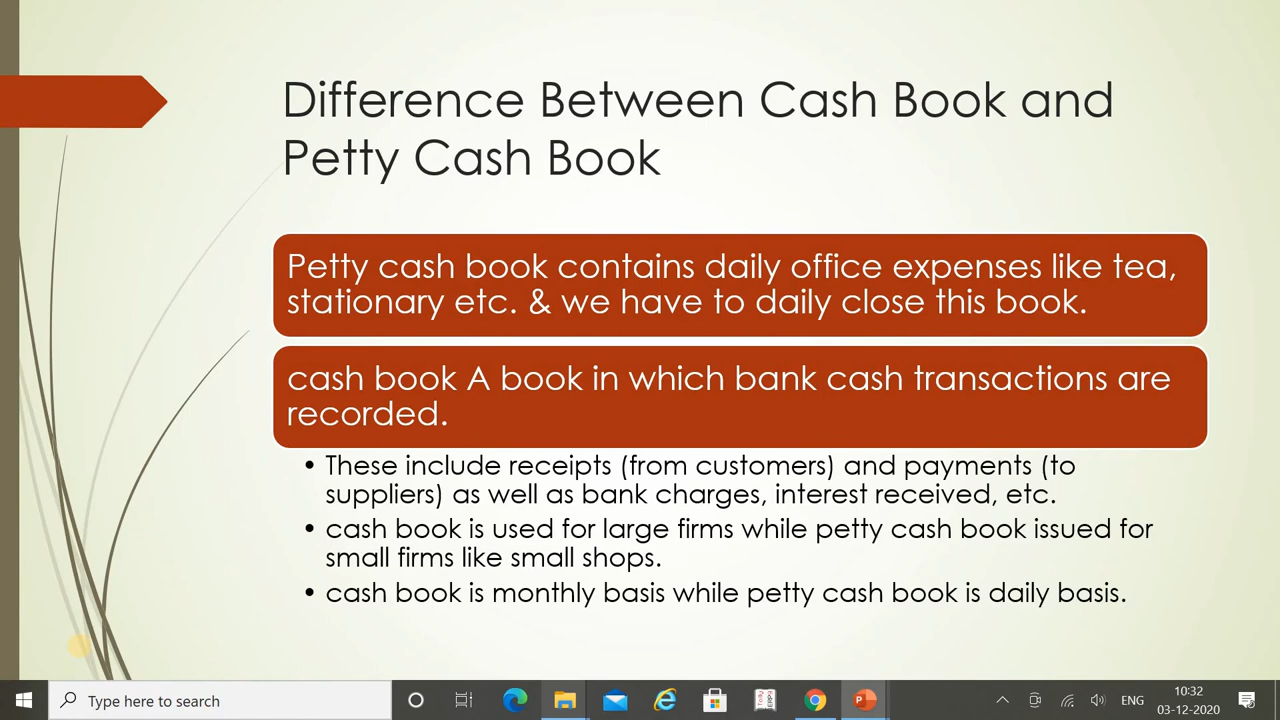 Difference Between Cash Book and
Petty Cash Book
Petty cash book contains daily office expenses like tea,
stationary etc. & we have to daily close this book.
cash book A book in which bank cash transactions are
recorded.
• These include receipts (from customers) and payments (to
suppliers) as well as bank charges, interest received, etc.
• cash book is used for large firms while petty cash book issued for
small firms like small shops.
• cash book is monthly basis while petty cash book is daily basis.
Type here to search
ENG
10:32
03-12-2020